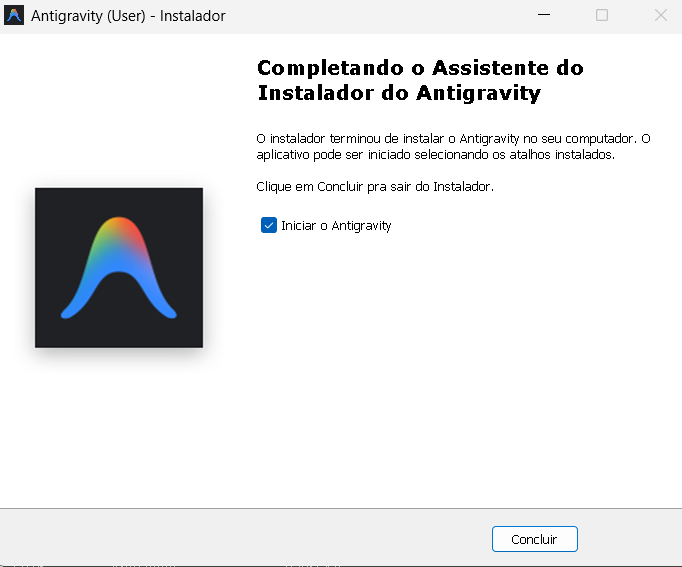 Antigravity (User) - Instalador
Completando o Assistente do
Instalador do Antigravity
O instalador terminou de instalar o Antigravity no seu computador. O
aplicativo pode ser iniciado selecionando os atalhos instalados.
Clique em Concluir pra sair do Instalador.
Iniciar o Antigravity
Concluir